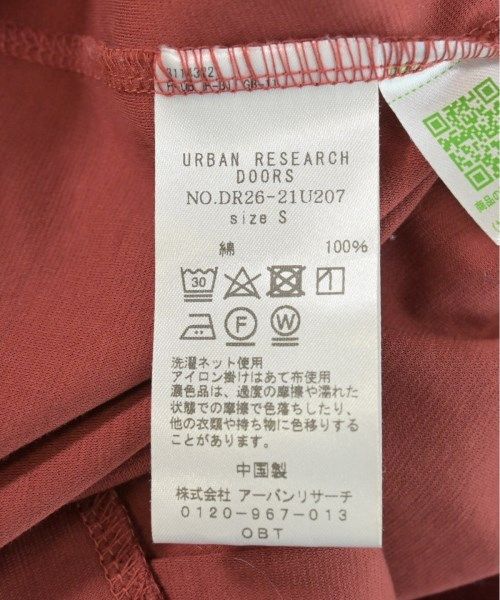 URBAN RESEARCH
DOORS
NO.DR26-21U207
size S
綿 100%
30
F W
洗濯ネット使用
アイロン掛けはあて布使用
濃色品は、過度の摩擦や濡れた
状態での摩擦で色落ちしたり、
他の衣類や持ち物に色移りする
ことがあります。
中国製
株式会社 アーバンリサーチ
0120-967-013
OBT